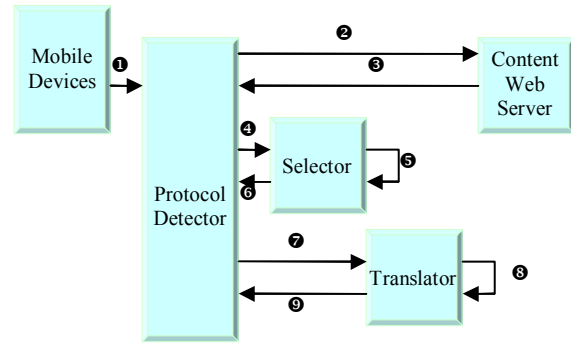 Mobile
Devices
❶
❷
❸
Content
Web
Server
❹
Selector
❺
❻
Protocol
Detector
❼
Translator
❽
❾